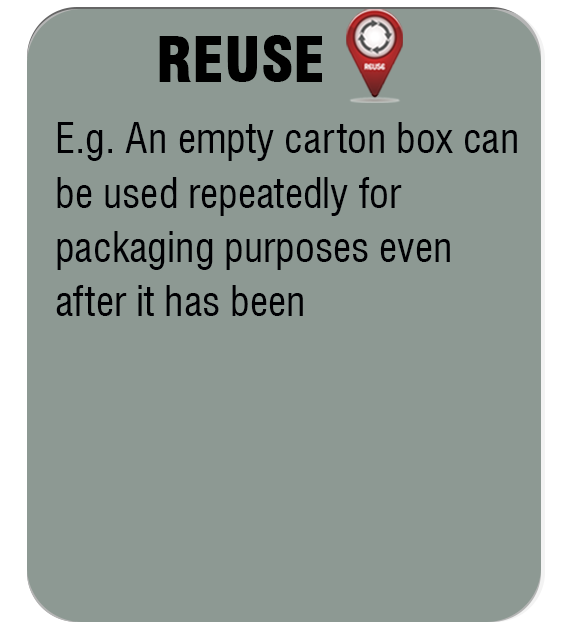 REUSE
REUSE
E.g. An empty carton box can
be used repeatedly for
packaging purposes even
after it has been